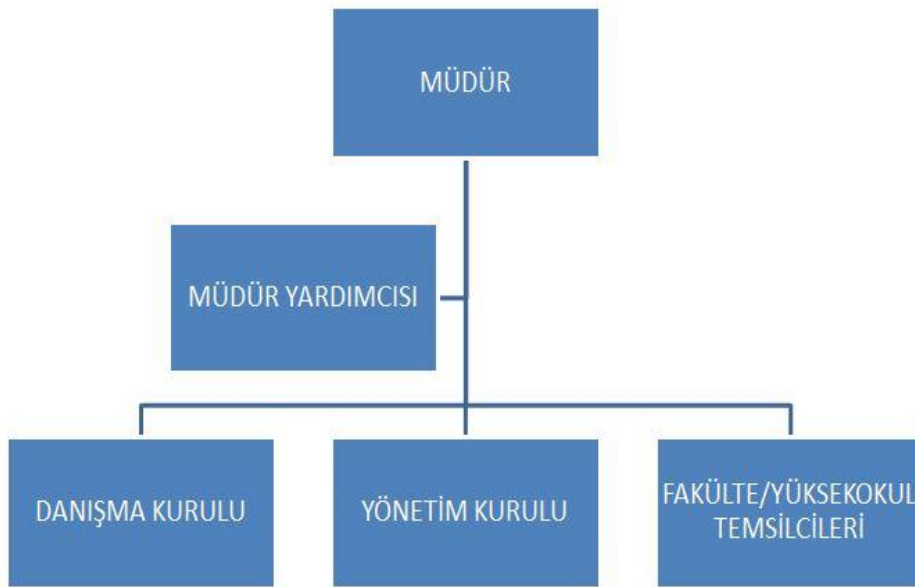 MÜDÜR
MÜDÜR YARDIMCISI
DANIŞMA KURULU
YÖNETİM KURULU
FAKÜLTE/YÜKSEKOKUL
TEMSİLCİLERİ